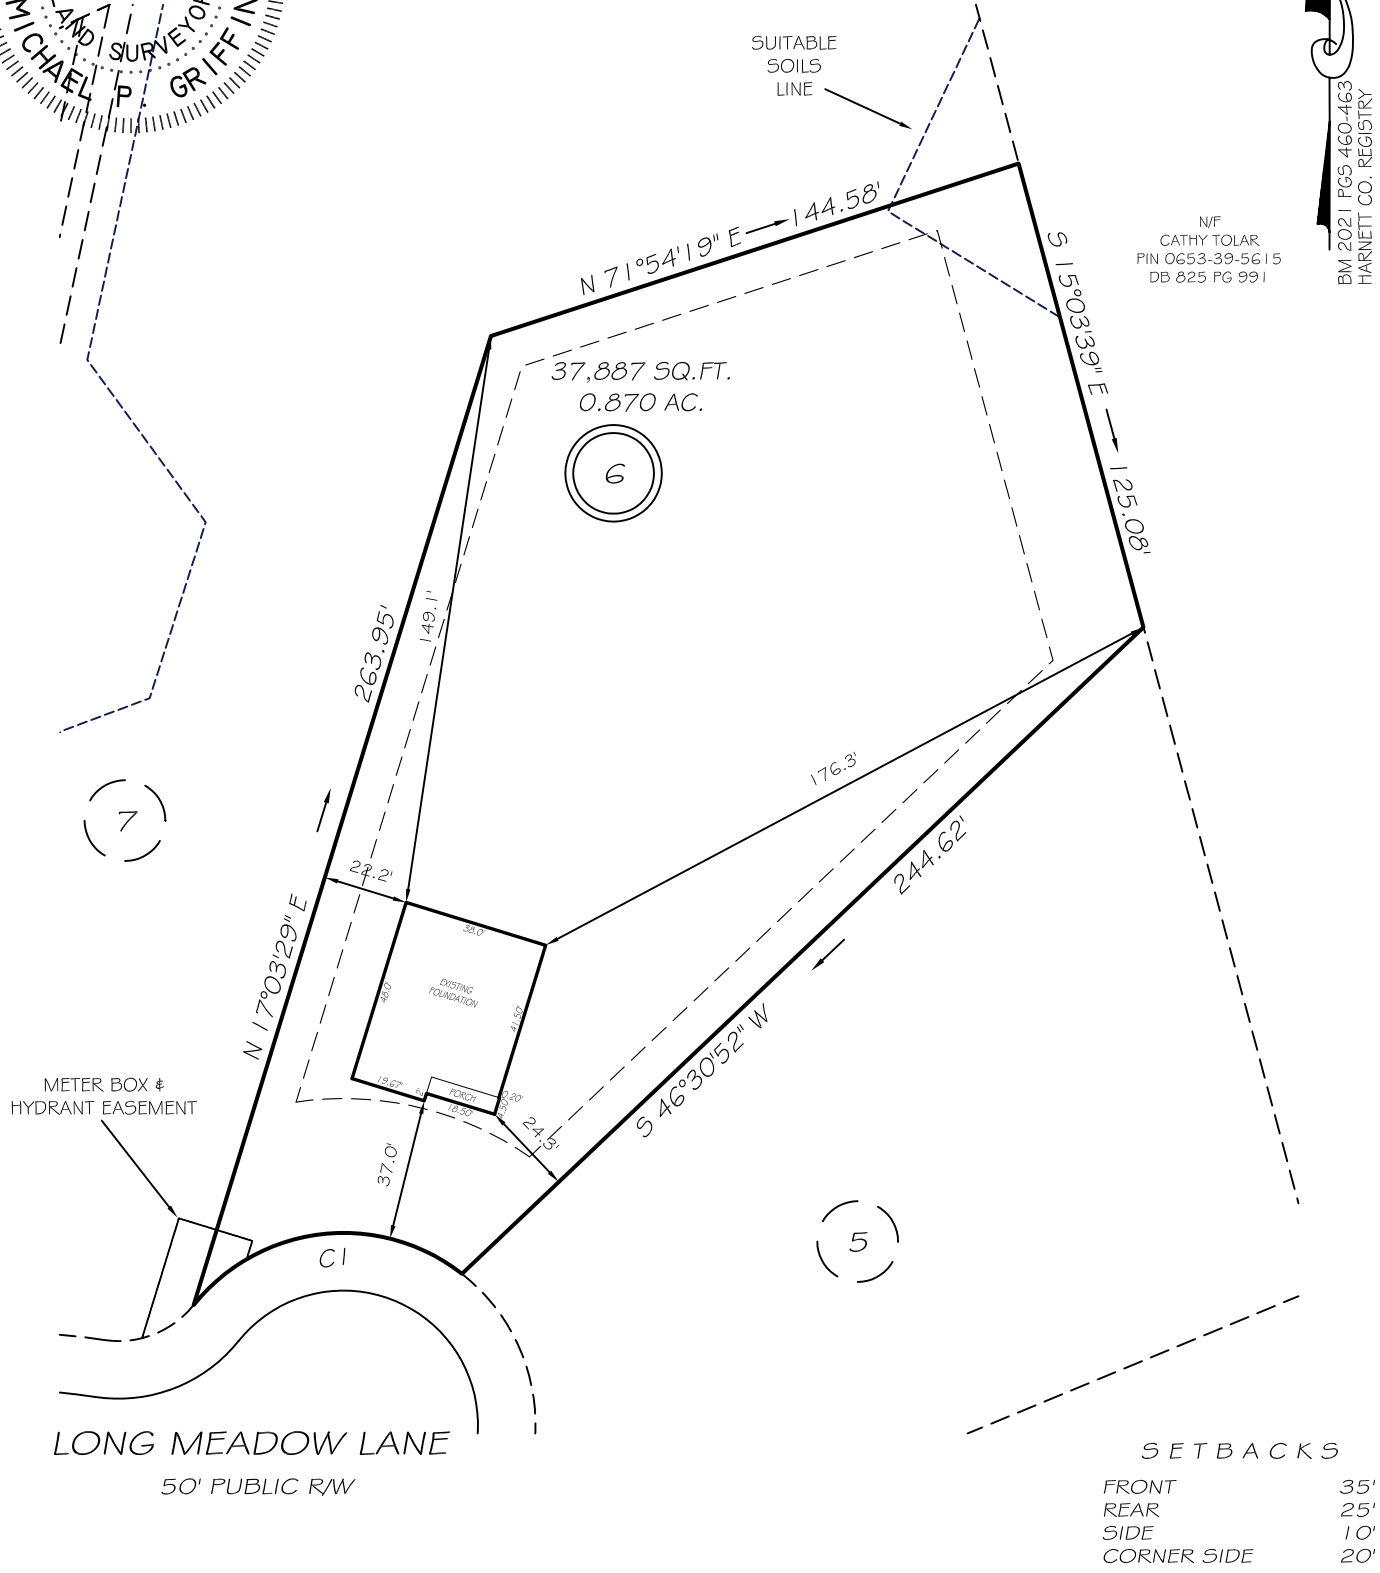 LAND SURVEYOR
MICHAEL P. GRIFFIN
SUITABLE
SOILS
LINE
BM 2021 PGS 460-463
HARNETT CO. REGISTRY
N/F
CATHY TOLAR
PIN 0653-39-5615
DB 825 PG 991
N 71°54'19" E 144.58'
S 15°03'39" E 125.08'
37,887 SQ.FT.
0.870 AC.
6
263.95'
149.1'
176.3'
7
22.2'
244.62'
N 17°03'29" E
38.0'
EXISTING
FOUNDATION
48.0'
41.50'
S 46°30'52" W
METER BOX &
HYDRANT EASEMENT
19.67'
PORCH
0.20'
4.50'
18.50'
24.3'
37.0'
C1
5
LONG MEADOW LANE
50' PUBLIC R/W
SETBACKS
FRONT 35'
REAR 25'
SIDE 10'
CORNER SIDE 20'